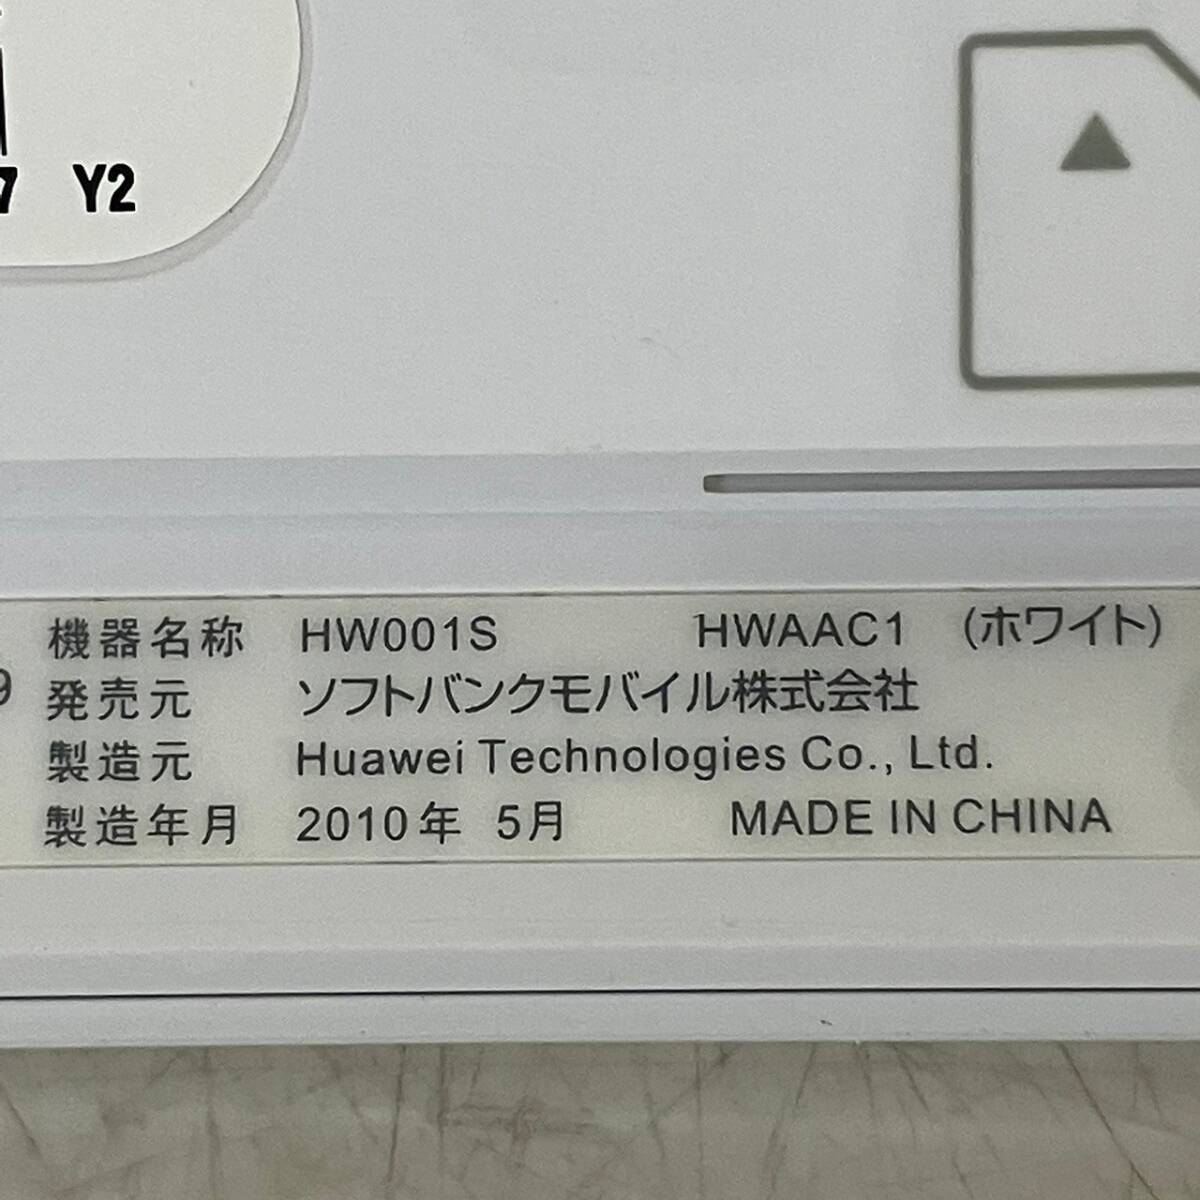 7 Y2
機器名称 HW001S HWAAC1 (ホワイト)
9
発売元 ソフトバンクモバイル株式会社
製造元 Huawei Technologies Co., Ltd.
製造年月 2010年 5月 MADE IN CHINA